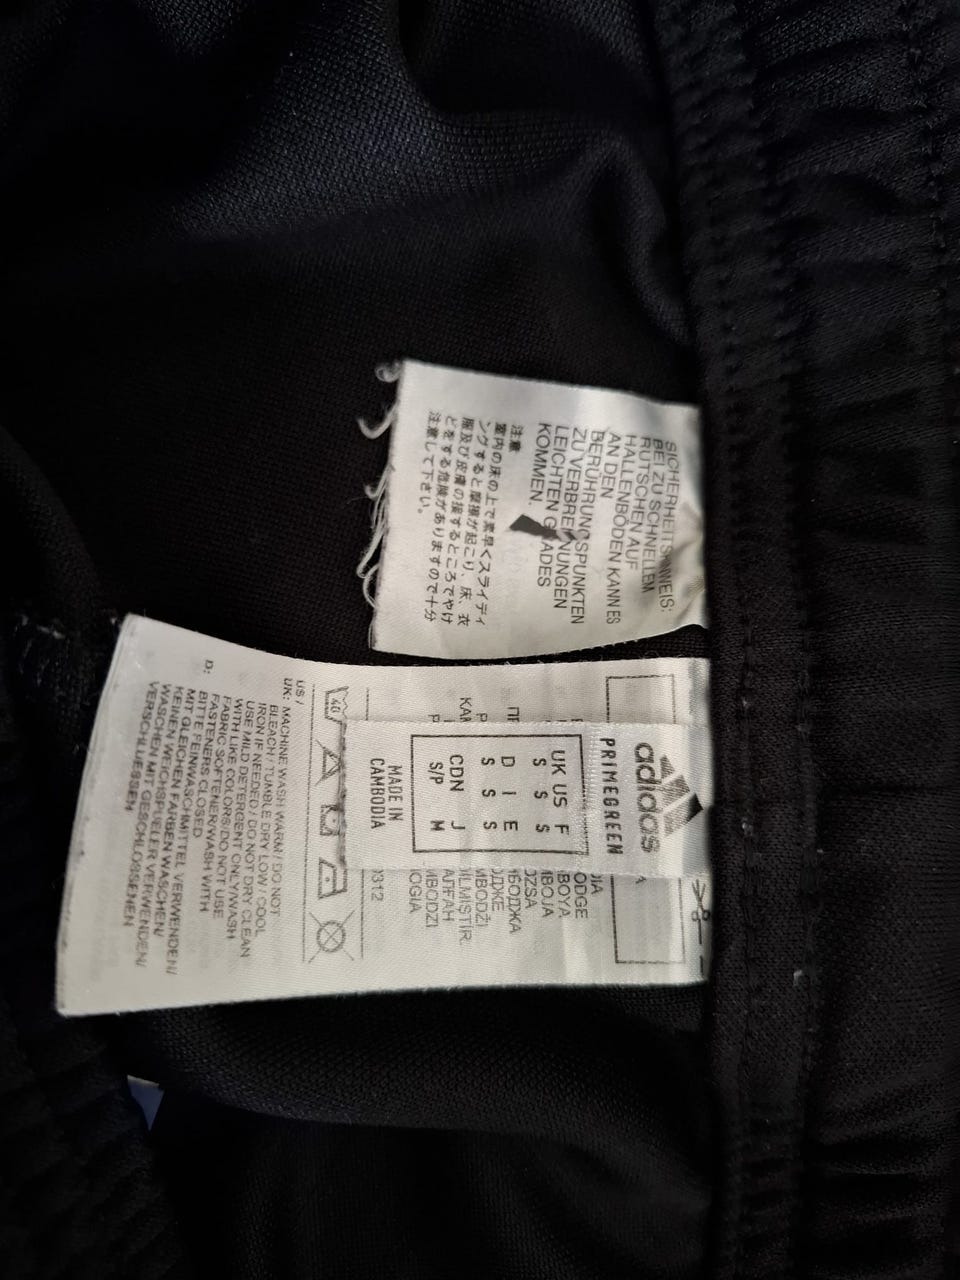 adidas
PRIMEGREEN
UK US F
S S S
D I E
S S S
CDN J
S/P M
MADE IN
CAMBODIA
SICHERHEITSHINWEIS:
BEI ZU SCHNELLEM
RUTSCHEN AUF
HALLENBÖDEN KANN ES
AN DEN
BERÜHRUNGSPUNKTEN
ZU VERBRENNUNGEN
LEICHTEN GRADES
KOMMEN.
注意
室内の床の上で素早くスライディ
ングすると摩擦が起こり、床、衣
服及び皮膚の接するところでやけ
どをする危険がありますので十分
注意して下さい。
40
US /
UK: MACHINE WASH WARM / DO NOT
BLEACH / TUMBLE DRY LOW / COOL
IRON IF NEEDED / DO NOT DRY CLEAN
USE MILD DETERGENT ONLY/WASH
WITH LIKE COLORS/DO NOT USE
FABRIC SOFTENER/WASH WITH
FASTENERS CLOSED
D: BITTE FEINWASCHMITTEL VERWENDEN/
MIT GLEICHEN FARBEN WASCHEN/
KEINEN WEICHSPUELER VERWENDEN/
WASCHEN MIT GESCHLOSSENEN
VERSCHLUESSEN